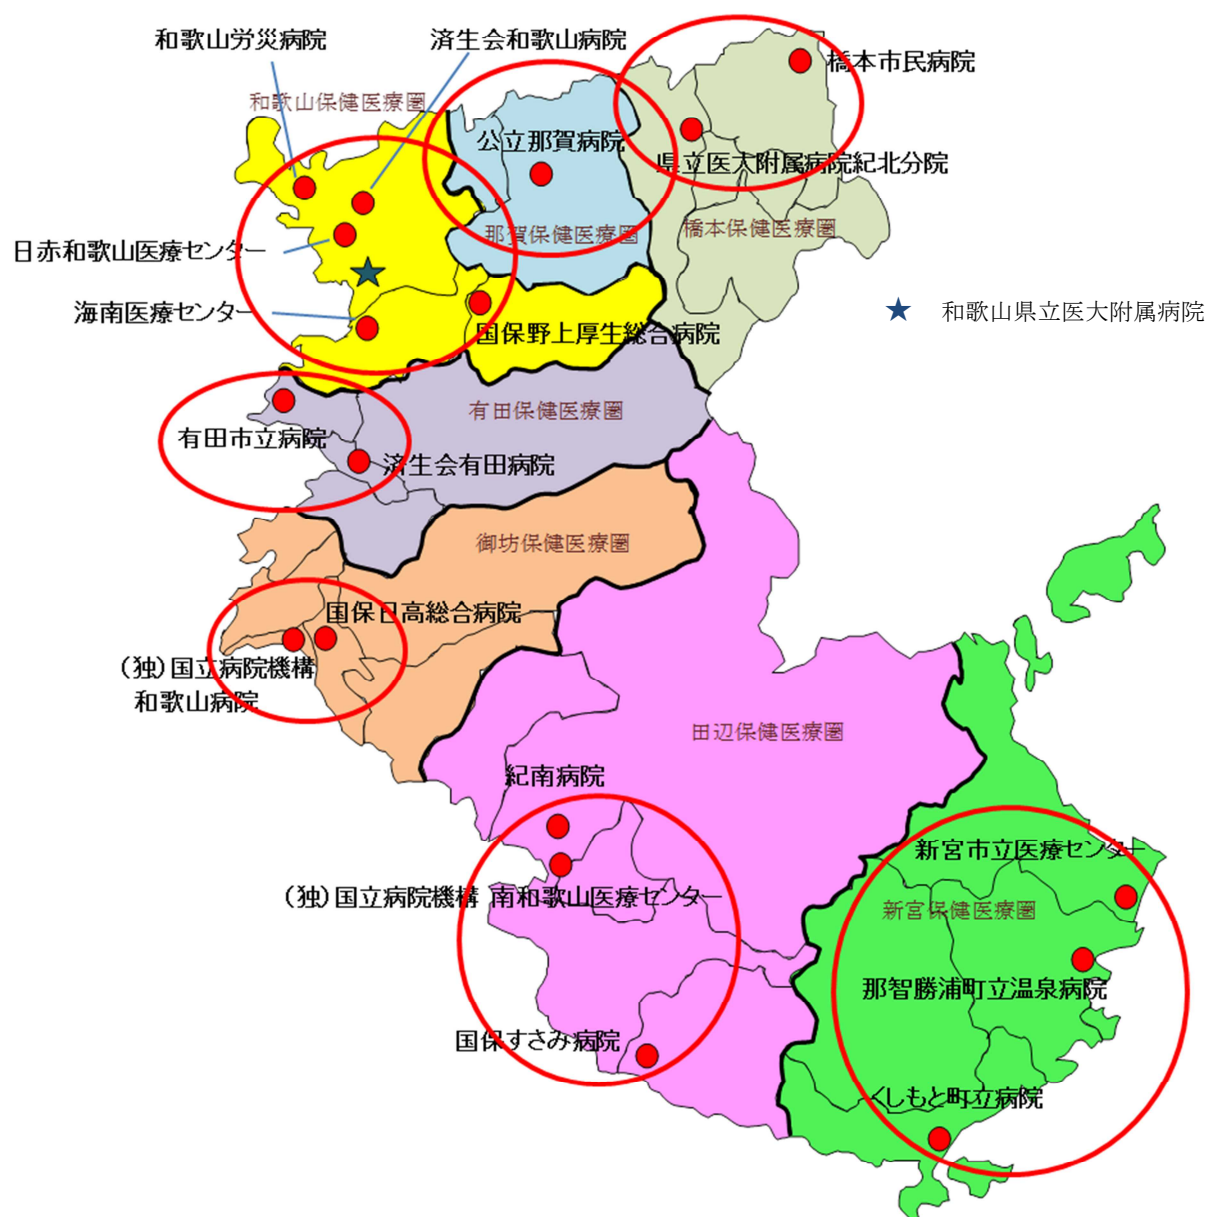 和歌山労災病院
済生会和歌山病院
橋本市民病院
和歌山保健医療圏
公立那賀病院
県立医大附属病院紀北分院
那賀保健医療圏
橋本保健医療圏
日赤和歌山医療センター
海南医療センター
★ 和歌山県立医大附属病院
国保野上厚生総合病院
有田保健医療圏
有田市立病院
済生会有田病院
御坊保健医療圏
国保日高総合病院
（独）国立病院機構
和歌山病院
田辺保健医療圏
紀南病院
新宮市立医療センター
（独）国立病院機構 南和歌山医療センター
新宮保健医療圏
那智勝浦町立温泉病院
国保すさみ病院
くしもと町立病院